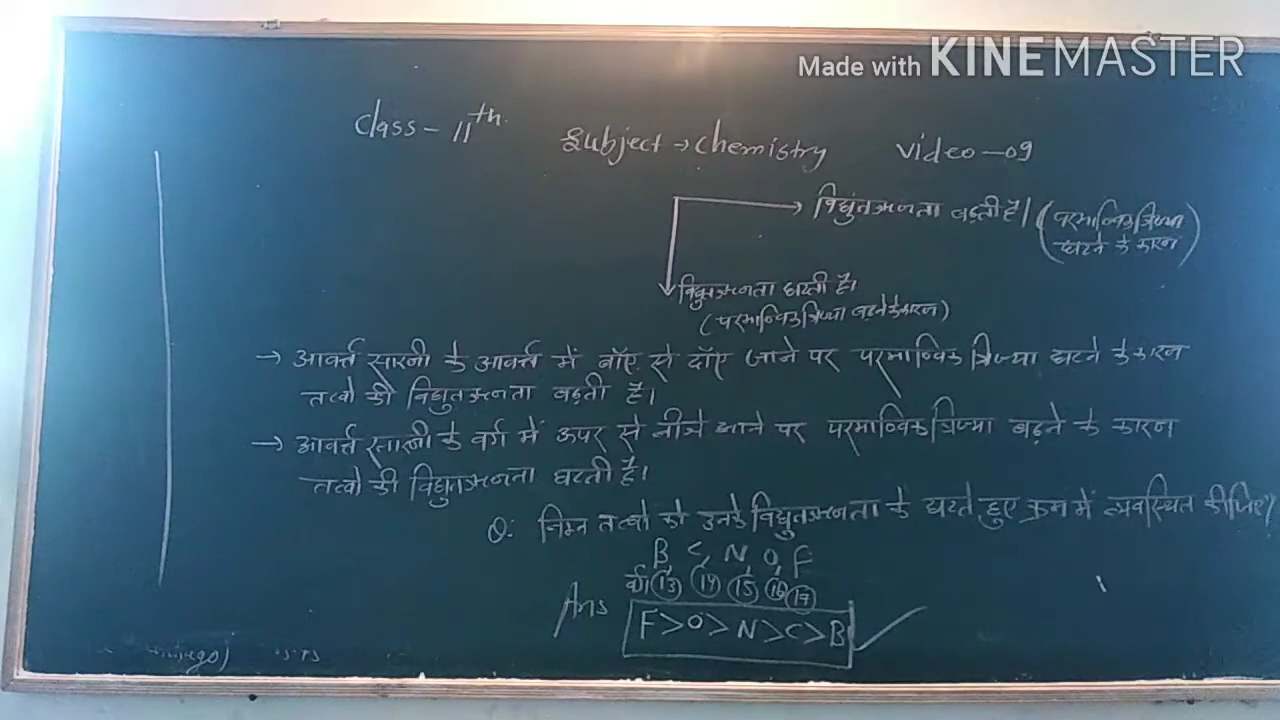 Made with KINEMASTER
Class - 11th.
Subject → Chemistry
Video - 09
→ विद्युतऋणता बढ़ती है। (परमाण्विक त्रिज्या
घटने के कारण)
विद्युतऋणता घटती है।
(परमाण्विक त्रिज्या बढ़ने के कारण)
→ आवर्त्त सारणी के आवर्त्त में बॉए से दॉए जाने पर परमाण्विक त्रिज्या घटने के कारण
तत्वो की विद्युतऋणता बढ़ती है।
→ आवर्त्त सारणी के वर्ग में ऊपर से नीचे आने पर परमाण्विक त्रिज्या बढ़ने के कारण
तत्वो की विद्युतऋणता घटती है।
Q: निम्न तत्वो को उनके विद्युतऋणता के घटते हुए क्रम में व्यवस्थित कीजिए।
B C, N O, F
वर्ग 13 14 15 16 17
Ans F>O>N>C>B